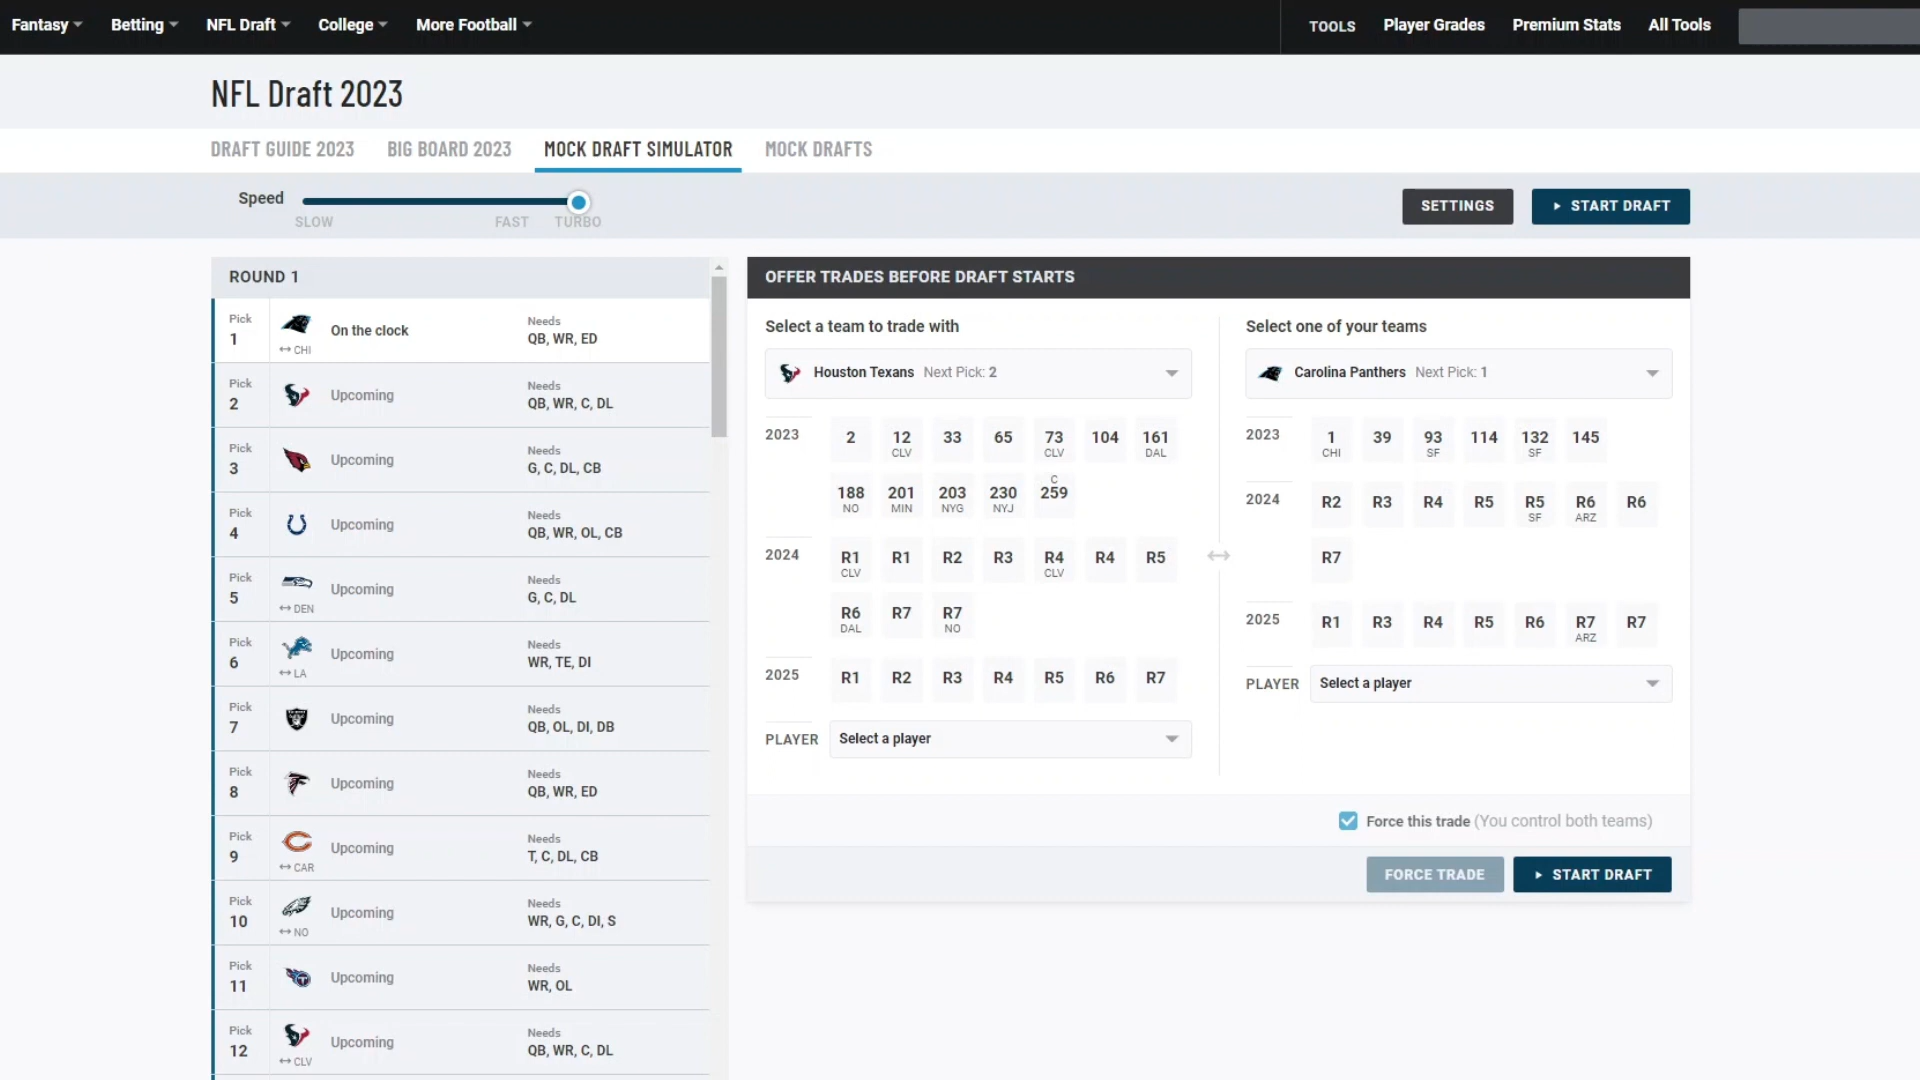 Fantasy Betting NFL Draft College More Football TOOLS Player Grades Premium Stats All Tools
NFL Draft 2023
DRAFT GUIDE 2023 BIG BOARD 2023 MOCK DRAFT SIMULATOR MOCK DRAFTS
Speed
SLOW FAST TURBO
SETTINGS START DRAFT
ROUND 1
Pick
1
CHI
On the clock
Needs
QB, WR, ED
Pick
2
Upcoming
Needs
QB, WR, C, DL
Pick
3
Upcoming
Needs
G, C, DL, CB
Pick
4
Upcoming
Needs
QB, WR, OL, CB
Pick
5
DEN
Upcoming
Needs
G, C, DL
Pick
6
LA
Upcoming
Needs
WR, TE, DI
Pick
7
Upcoming
Needs
QB, OL, DI, DB
Pick
8
Upcoming
Needs
QB, WR, ED
Pick
9
CAR
Upcoming
Needs
T, C, DL, CB
Pick
10
NO
Upcoming
Needs
WR, G, C, DI, S
Pick
11
Upcoming
Needs
WR, OL
Pick
12
CLV
Upcoming
Needs
QB, WR, C, DL
OFFER TRADES BEFORE DRAFT STARTS
Select a team to trade with
Houston Texans Next Pick: 2
2023 2 12 33 65 73 104 161
CLV CLV DAL
C
188 201 203 230 259
NO MIN NYG NYJ
2024 R1 R1 R2 R3 R4 R4 R5
CLV CLV
R6 R7 R7
DAL NO
2025 R1 R2 R3 R4 R5 R6 R7
PLAYER Select a player
Select one of your teams
Carolina Panthers Next Pick: 1
2023 1 39 93 114 132 145
CHI SF SF
2024 R2 R3 R4 R5 R5 R6 R6
SF ARZ
R7
2025 R1 R3 R4 R5 R6 R7 R7
ARZ
PLAYER Select a player
Force this trade (You control both teams)
FORCE TRADE START DRAFT